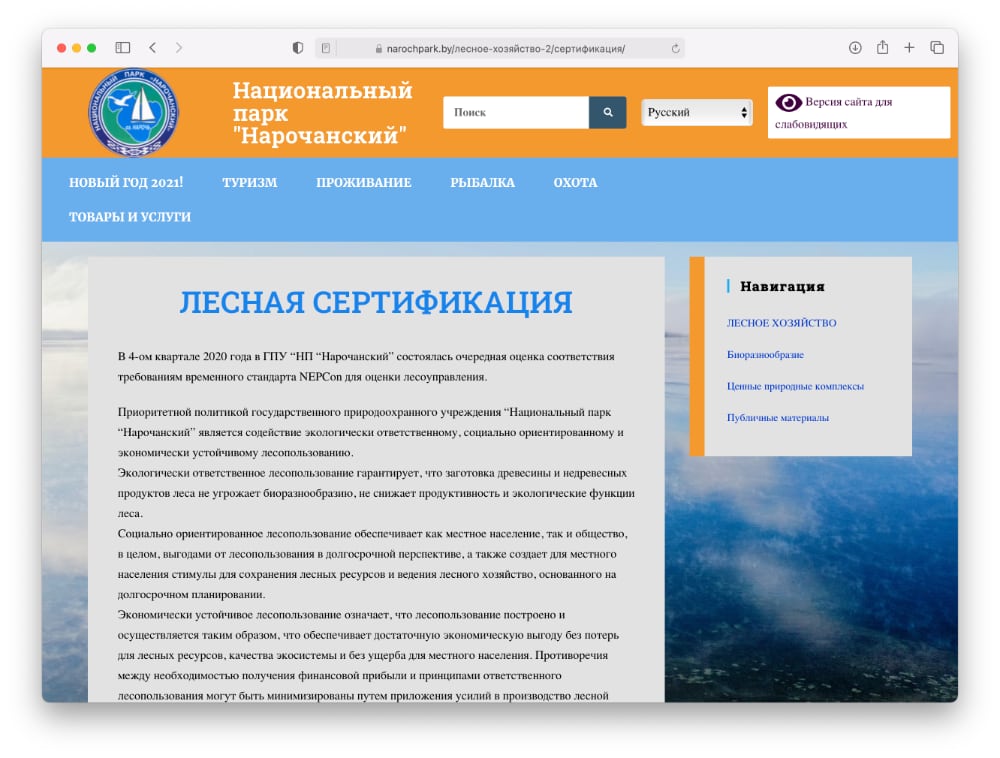 narochpark.by/лесное-хозяйство-2/сертификация/
НАЦИОНАЛЬНЫЙ ПАРК «НАРОЧАНСКИЙ»
оз. НАРОЧЬ
Национальный
парк
"Нарочанский"
Поиск
Русский
Версия сайта для
слабовидящих
НОВЫЙ ГОД 2021!
ТУРИЗМ
ПРОЖИВАНИЕ
РЫБАЛКА
ОХОТА
ТОВАРЫ И УСЛУГИ
ЛЕСНАЯ СЕРТИФИКАЦИЯ
В 4-ом квартале 2020 года в ГПУ “НП “Нарочанский” состоялась очередная оценка соответствия
требованиям временного стандарта NEPCon для оценки лесоуправления.
Приоритетной политикой государственного природоохранного учреждения “Национальный парк
“Нарочанский” является содействие экологически ответственному, социально ориентированному и
экономически устойчивому лесопользованию.
Экологически ответственное лесопользование гарантирует, что заготовка древесины и недревесных
продуктов леса не угрожает биоразнообразию, не снижает продуктивность и экологические функции
леса.
Социально ориентированное лесопользование обеспечивает как местное население, так и общество,
в целом, выгодами от лесопользования в долгосрочной перспективе, а также создает для местного
населения стимулы для сохранения лесных ресурсов и ведения лесного хозяйство, основанного на
долгосрочном планировании.
Экономически устойчивое лесопользование означает, что лесопользование построено и
осуществляется таким образом, что обеспечивает достаточную экономическую выгоду без потерь
для лесных ресурсов, качества экосистемы и без ущерба для местного населения. Противоречия
между необходимостью получения финансовой прибыли и принципами ответственного
лесопользования могут быть минимизированы путем приложения усилий в производство лесной
Навигация
ЛЕСНОЕ ХОЗЯЙСТВО
Биоразнообразие
Ценные природные комплексы
Публичные материалы